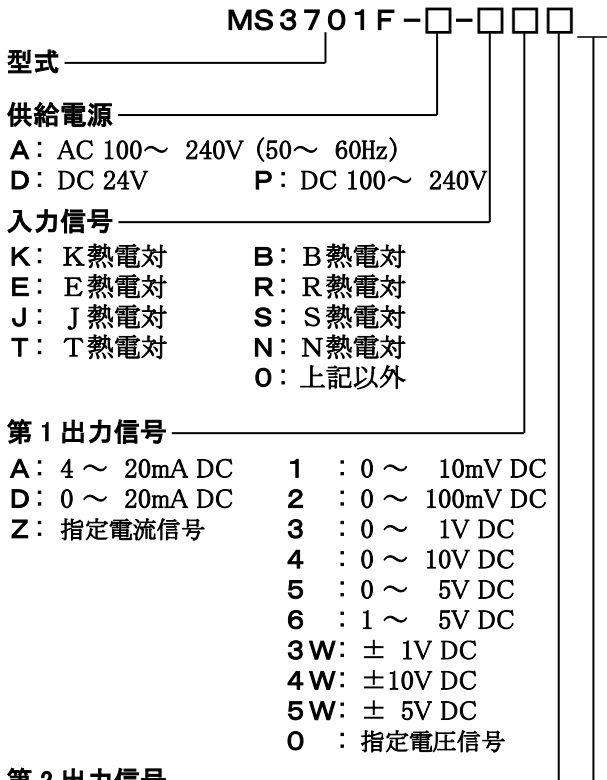 MS3701F-□-□□□
型式
供給電源
A: AC 100～ 240V (50～ 60Hz)
D: DC 24V P: DC 100～ 240V
入力信号
K: K熱電対 B: B熱電対
E: E熱電対 R: R熱電対
J: J熱電対 S: S熱電対
T: T熱電対 N: N熱電対
0: 上記以外
第1出力信号
A: 4～ 20mA DC 1 : 0～ 10mV DC
D: 0～ 20mA DC 2 : 0～ 100mV DC
Z: 指定電流信号 3 : 0～ 1V DC
4 : 0～ 10V DC
5 : 0～ 5V DC
6 : 1～ 5V DC
3W: ± 1V DC
4W: ±10V DC
5W: ± 5V DC
0 : 指定電圧信号
第2出力信号